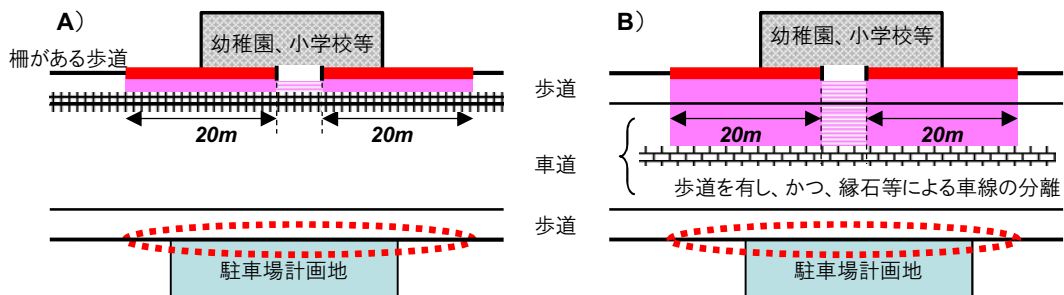 A）
幼稚園、小学校等
柵がある歩道
20m
20m
歩道
車道
歩道
駐車場計画地
B）
幼稚園、小学校等
20m
20m
歩道を有し、かつ、縁石等による車線の分離
駐車場計画地